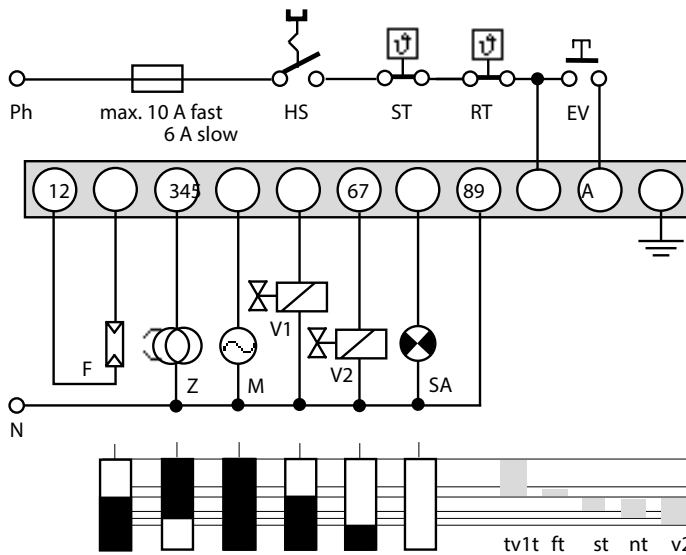 ϑ ϑ
Ph HS ST RT EV
max. 10 A fast
6 A slow
12 345 67 89 A
F Z M V1 V2 SA
N
tv1t ft st nt v2